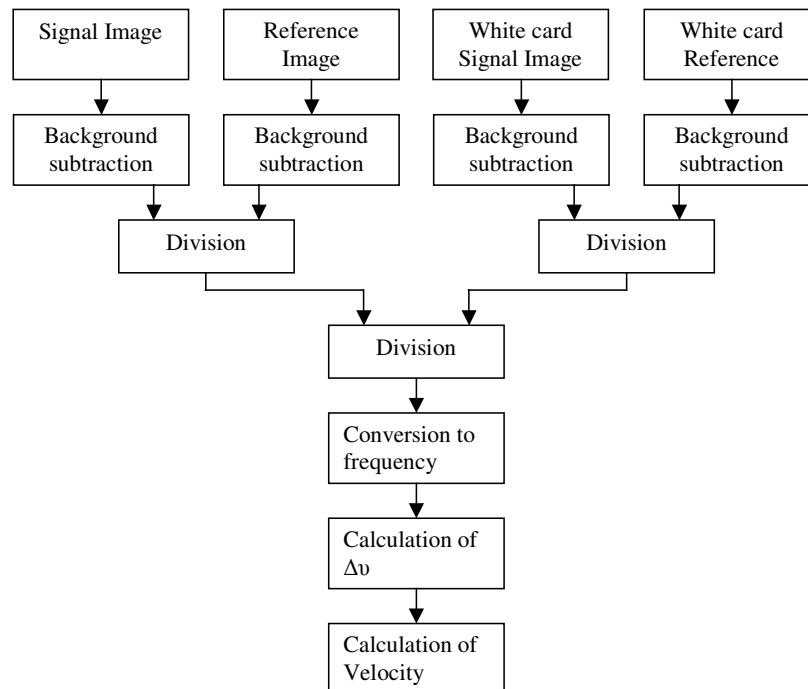 Signal Image
Reference
Image
White card
Signal Image
White card
Reference
Background
subtraction
Background
subtraction
Background
subtraction
Background
subtraction
Division
Division
Division
Conversion to
frequency
Calculation of
Δυ
Calculation of
Velocity